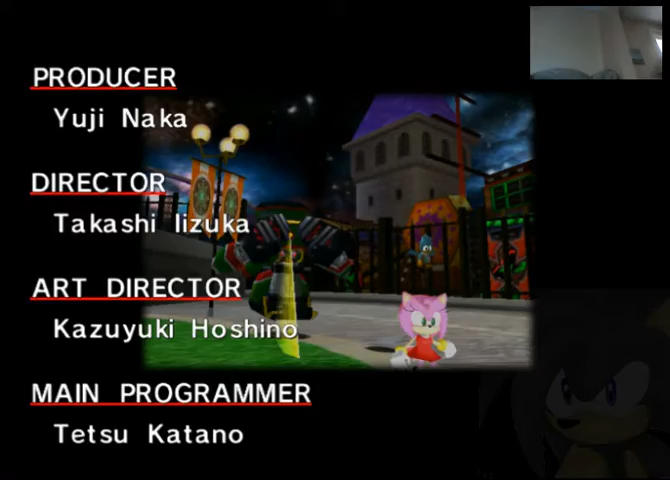 PRODUCER
Yuji Naka
DIRECTOR
Takashi Iizuka
ART DIRECTOR
Kazuyuki Hoshino
MAIN PROGRAMMER
Tetsu Katano